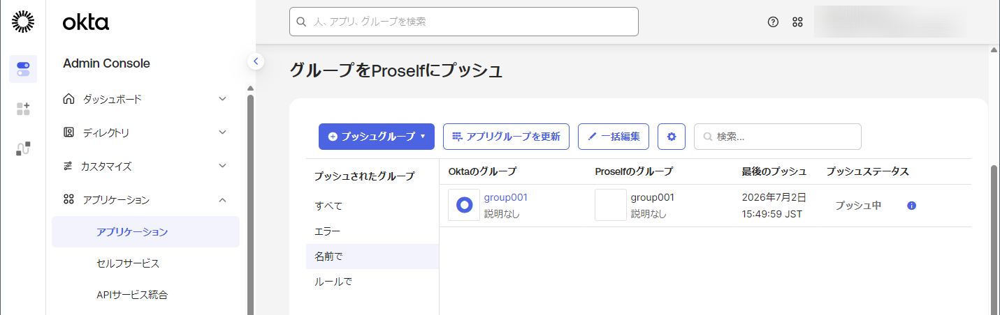 okta
人、アプリ、グループを検索
Admin Console
ダッシュボード
ディレクトリ
カスタマイズ
アプリケーション
アプリケーション
セルフサービス
APIサービス統合
グループをProselfにプッシュ
プッシュグループ
アプリグループを更新
一括編集
検索...
プッシュされたグループ
すべて
エラー
名前で
ルールで
Oktaのグループ
Proselfのグループ
最後のプッシュ
プッシュステータス
group001
説明なし
group001
説明なし
2026年7月2日
15:49:59 JST
プッシュ中